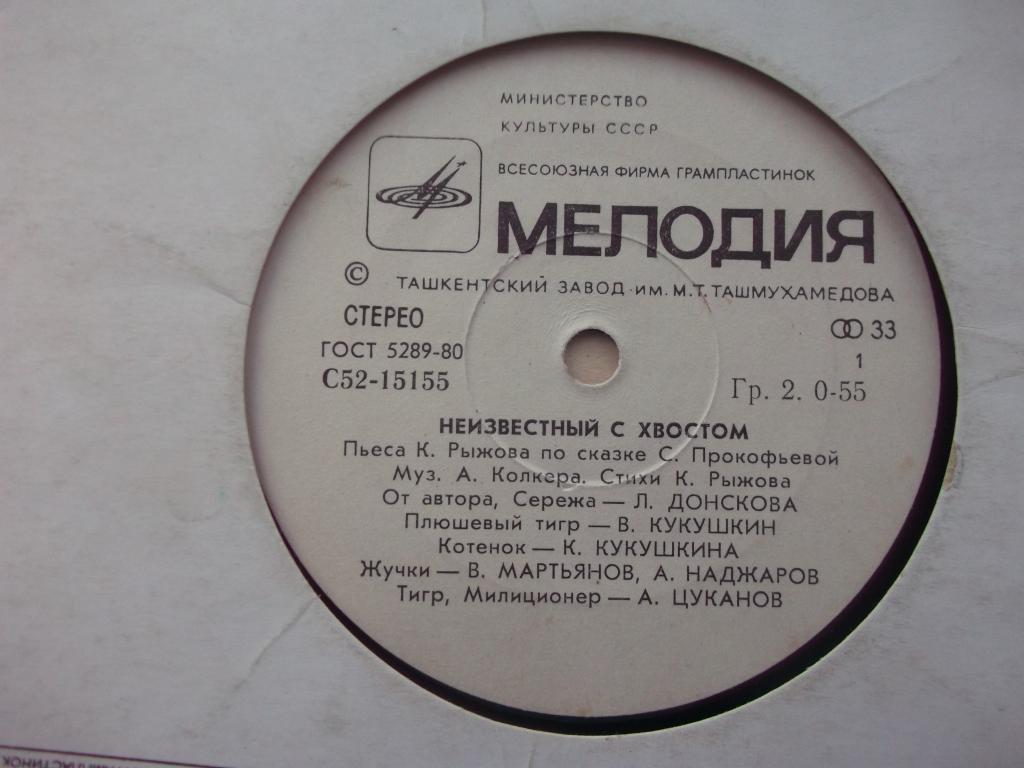 МИНИСТЕРСТВО
КУЛЬТУРЫ СССР
ВСЕСОЮЗНАЯ ФИРМА ГРАМПЛАСТИНОК
МЕЛОДИЯ
© ТАШКЕНТСКИЙ ЗАВОД ИМ. М.Т. ТАШМУХАМЕДОВА
СТЕРЕО
33
ГОСТ 5289-80
1
С52-15155
Гр. 2. 0-55
НЕИЗВЕСТНЫЙ С ХВОСТОМ
Пьеса К. Рыжова по сказке С. Прокофьевой
Муз. А. Колкера. Стихи К. Рыжова
От автора, Сережа — Л. ДОНСКОВА
Плюшевый тигр — В. КУКУШКИН
Котенок — К. КУКУШКИНА
Жучки — В. МАРТЬЯНОВ, А. НАДЖАРОВ
Тигр, Милиционер — А. ЦУКАНОВ